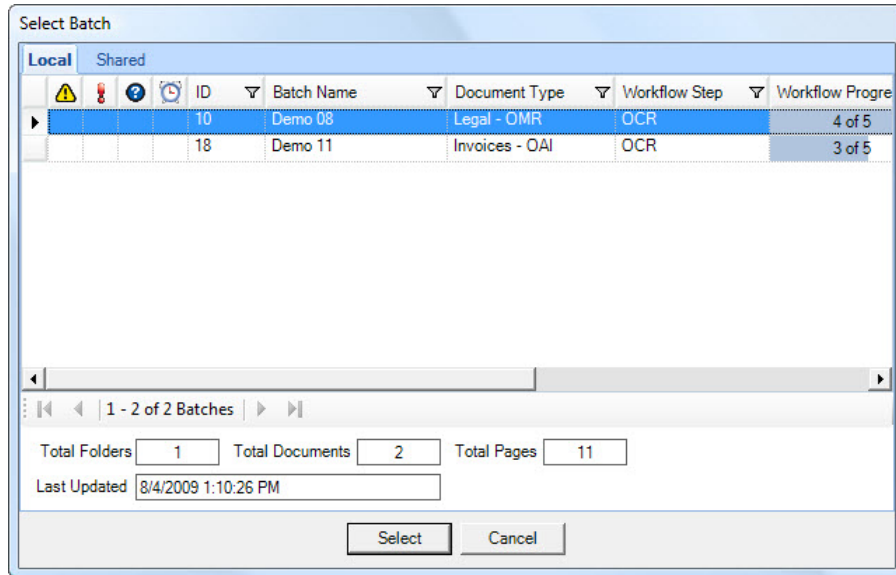 Select Batch
Local Shared
ID Batch Name Document Type Workflow Step Workflow Progre
10 Demo 08 Legal - OMR OCR 4 of 5
18 Demo 11 Invoices - OAI OCR 3 of 5
1 - 2 of 2 Batches
Total Folders 1 Total Documents 2 Total Pages 11
Last Updated 8/4/2009 1:10:26 PM
Select Cancel